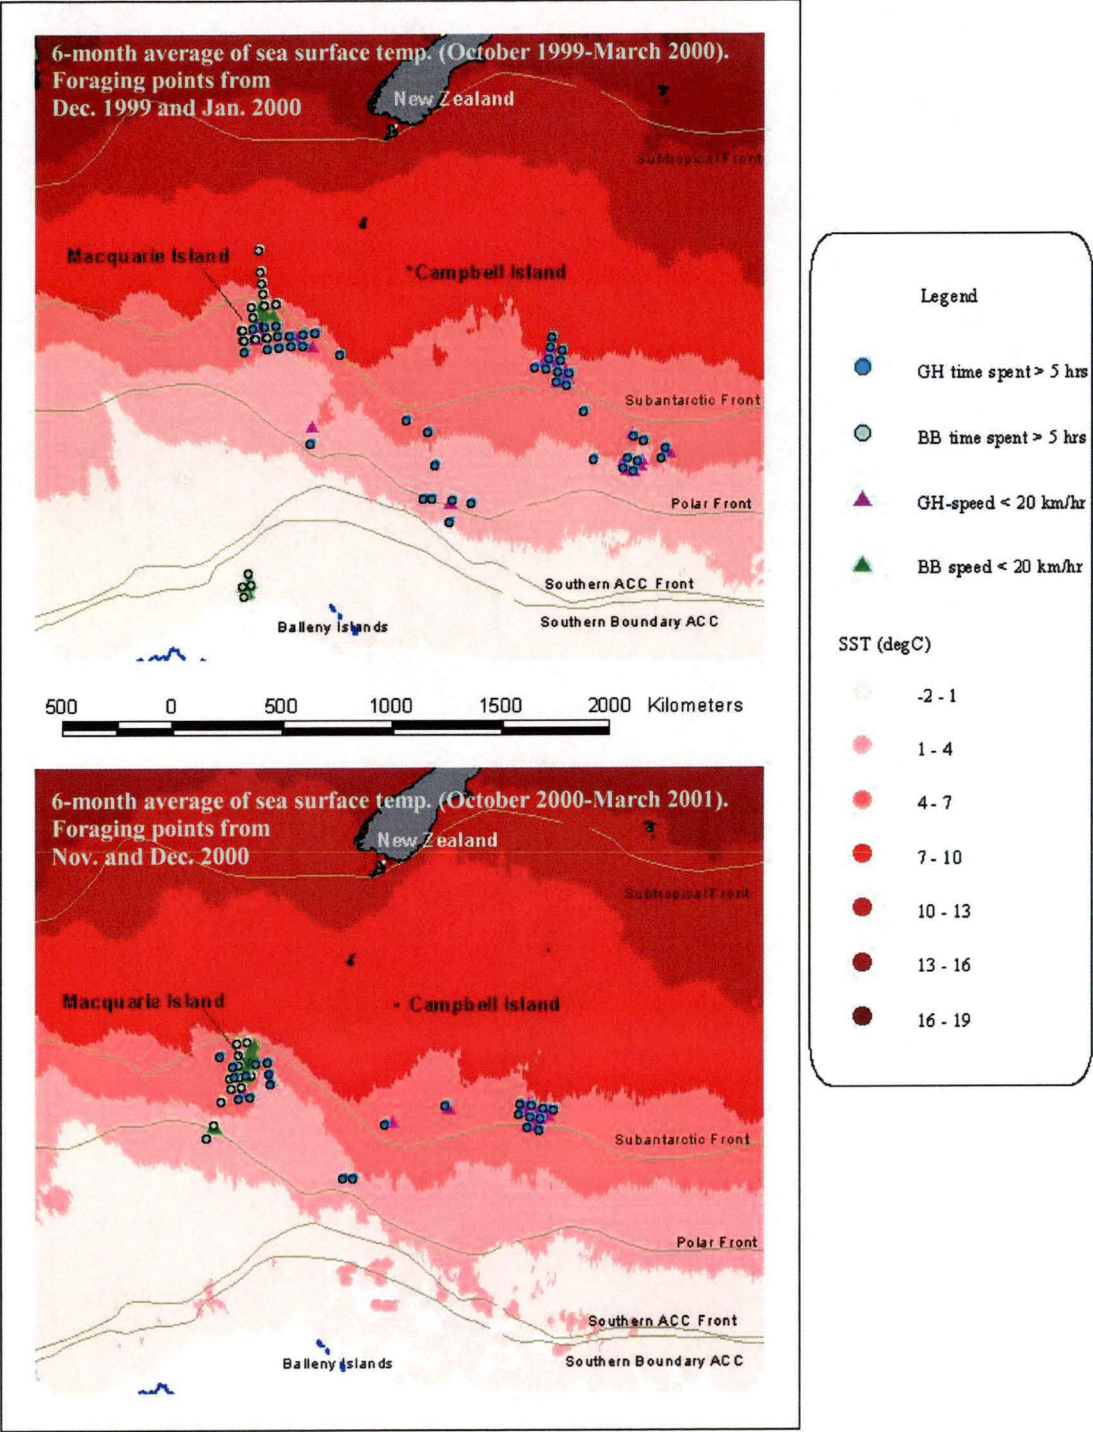 6-month average of sea surface temp. (October 1999-March 2000).
Foraging points from
Dec. 1999 and Jan. 2000
New Zealand
Subtropical Front
Macquarie Island
Campbell Island
Subantarctic Front
Polar Front
Southern ACC Front
Southern Boundary ACC
Balleny Islands
500 0 500 1000 1500 2000 Kilometers
6-month average of sea surface temp. (October 2000-March 2001).
Foraging points from
Nov. and Dec. 2000
New Zealand
Subtropical Front
Macquarie Island
Campbell Island
Subantarctic Front
Polar Front
Southern ACC Front
Southern Boundary ACC
Balleny Islands
Legend
GH time spent > 5 hrs
BB time spent > 5 hrs
GH-speed < 20 km/hr
BB speed < 20 km/hr
SST (degC)
-2 - 1
1 - 4
4 - 7
7 - 10
10 - 13
13 - 16
16 - 19